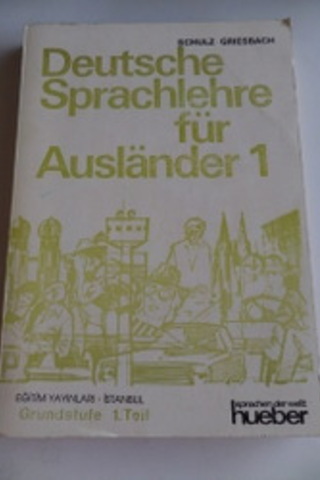 SCHULZ GRIESBACH
Deutsche
Sprachlehre
für
Ausländer 1
EĞİTİM YAYINLARI - İSTANBUL
Grundstufe 1. Teil
sprachen der welt
hueber